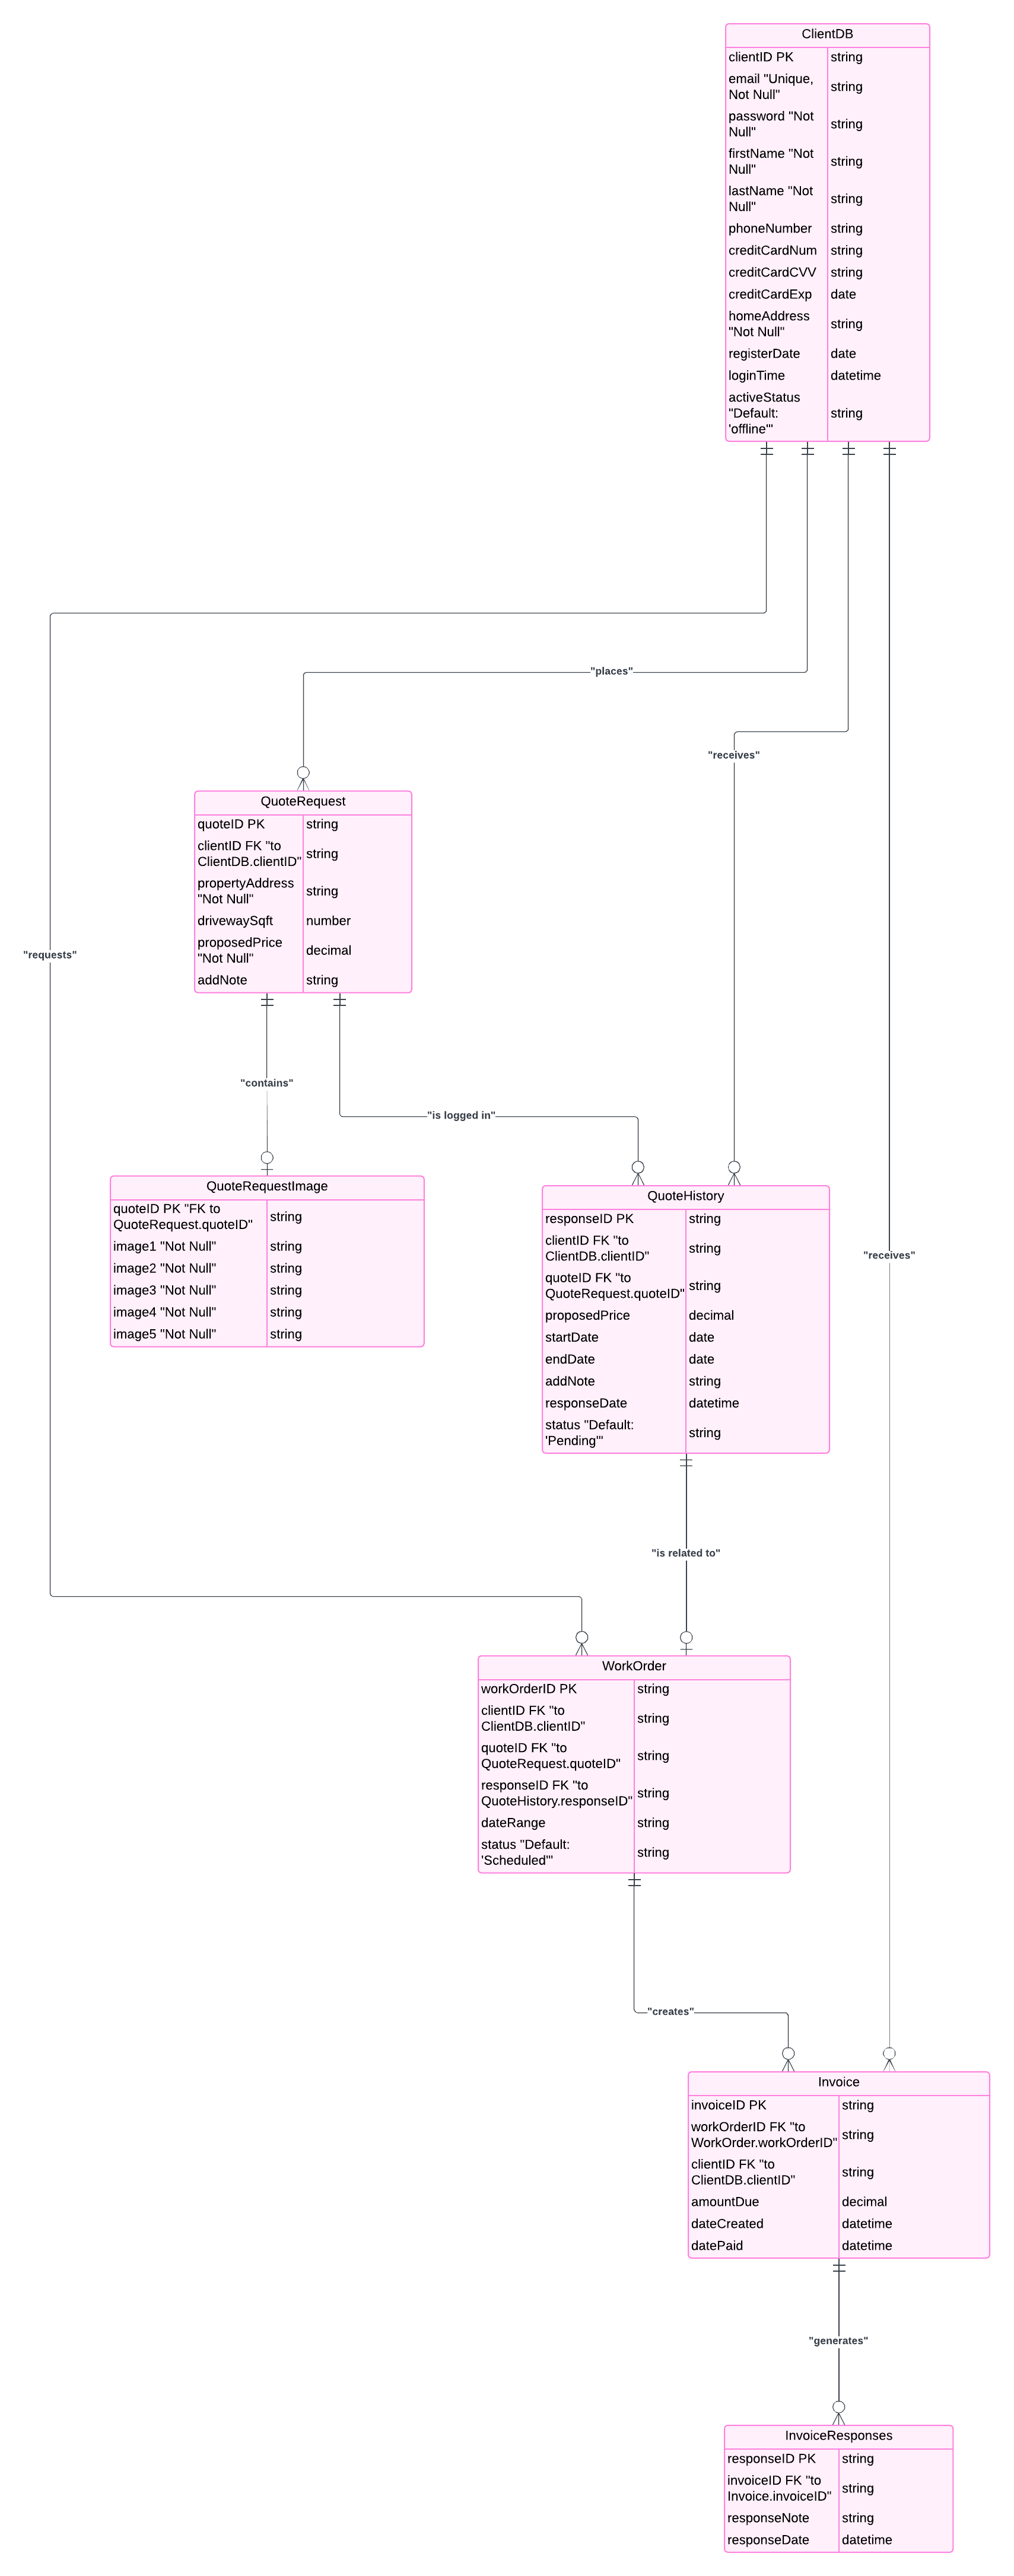 ClientDB
clientID PK string
email "Unique,
Not Null" string
password "Not
Null" string
firstName "Not
Null" string
lastName "Not
Null" string
phoneNumber string
creditCardNum string
creditCardCVV string
creditCardExp date
homeAddress
"Not Null" string
registerDate date
loginTime datetime
activeStatus
"Default:
'offline'" string
"places"
"receives"
QuoteRequest
quoteID PK string
clientID FK "to
ClientDB.clientID" string
propertyAddress
"Not Null" string
drivewaySqft number
proposedPrice
"Not Null" decimal
addNote string
"requests"
"contains"
"is logged in"
QuoteRequestImage
quoteID PK "FK to
QuoteRequest.quoteID" string
image1 "Not Null" string
image2 "Not Null" string
image3 "Not Null" string
image4 "Not Null" string
image5 "Not Null" string
QuoteHistory
responseID PK string
clientID FK "to
ClientDB.clientID" string
quoteID FK "to
QuoteRequest.quoteID" string
proposedPrice decimal
startDate date
endDate date
addNote string
responseDate datetime
status "Default:
'Pending'" string
"receives"
"is related to"
WorkOrder
workOrderID PK string
clientID FK "to
ClientDB.clientID" string
quoteID FK "to
QuoteRequest.quoteID" string
responseID FK "to
QuoteHistory.responseID" string
dateRange string
status "Default:
'Scheduled'" string
"creates"
Invoice
invoiceID PK string
workOrderID FK "to
WorkOrder.workOrderID" string
clientID FK "to
ClientDB.clientID" string
amountDue decimal
dateCreated datetime
datePaid datetime
"generates"
InvoiceResponses
responseID PK string
invoiceID FK "to
Invoice.invoiceID" string
responseNote string
responseDate datetime